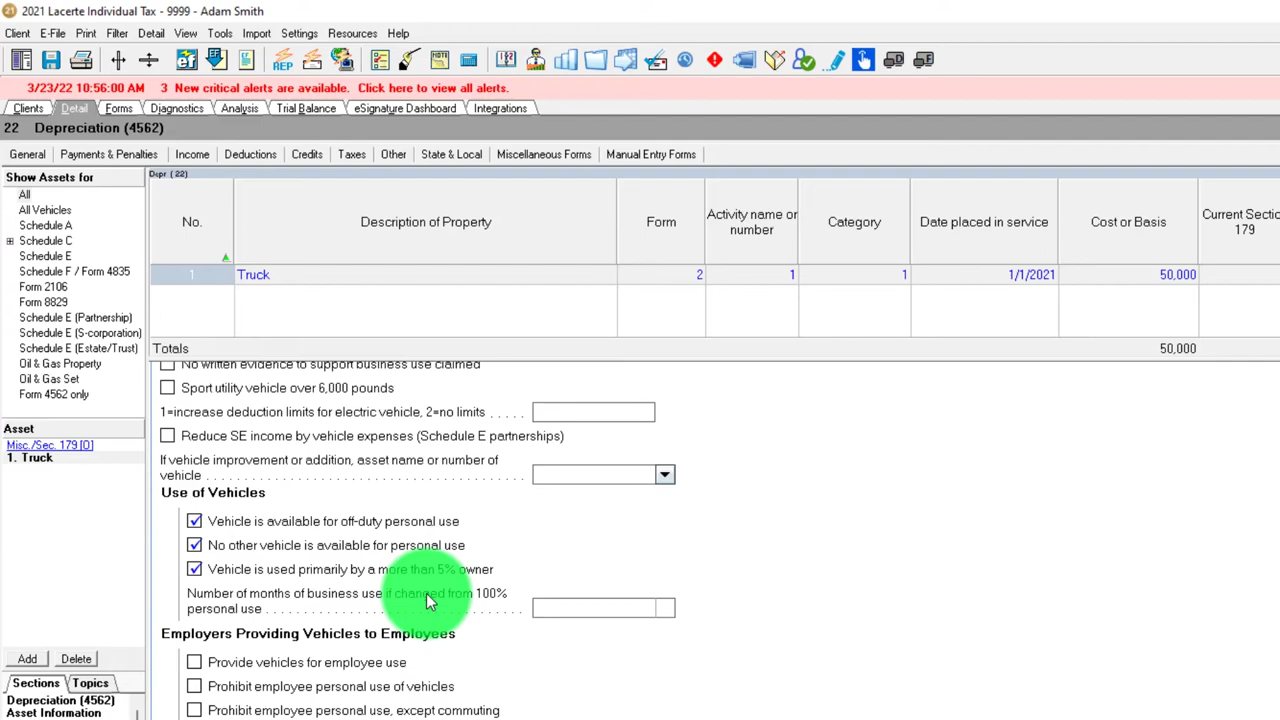 21 2021 Lacerte Individual Tax - 9999 - Adam Smith
Client E-File Print Filter Detail View Tools Import Settings Resources Help
3/23/22 10:56:00 AM 3 New critical alerts are available. Click here to view all alerts.
Clients Detail Forms Diagnostics Analysis Trial Balance eSignature Dashboard Integrations
22 Depreciation (4562)
General Payments & Penalties Income Deductions Credits Taxes Other State & Local Miscellaneous Forms Manual Entry Forms
Show Assets for
All
All Vehicles
Schedule A
Schedule C
Schedule E
Schedule F / Form 4835
Form 2106
Form 8829
Schedule E (Partnership)
Schedule E (S-corporation)
Schedule E (Estate/Trust)
Oil & Gas Property
Oil & Gas Set
Form 4562 only
Asset
Misc./Sec. 179 [O]
1. Truck
Add Delete
Sections Topics
Depreciation (4562)
Asset Information
Depr (22)
No. Description of Property Form Activity name or number Category Date placed in service Cost or Basis Current Section 179
1 Truck 2 1 1 1/1/2021 50,000
Totals 50,000
No written evidence to support business use claimed
Sport utility vehicle over 6,000 pounds
1=increase deduction limits for electric vehicle, 2=no limits
Reduce SE income by vehicle expenses (Schedule E partnerships)
If vehicle improvement or addition, asset name or number of
vehicle
Use of Vehicles
Vehicle is available for off-duty personal use
No other vehicle is available for personal use
Vehicle is used primarily by a more than 5% owner
Number of months of business use if changed from 100%
personal use
Employers Providing Vehicles to Employees
Provide vehicles for employee use
Prohibit employee personal use of vehicles
Prohibit employee personal use, except commuting